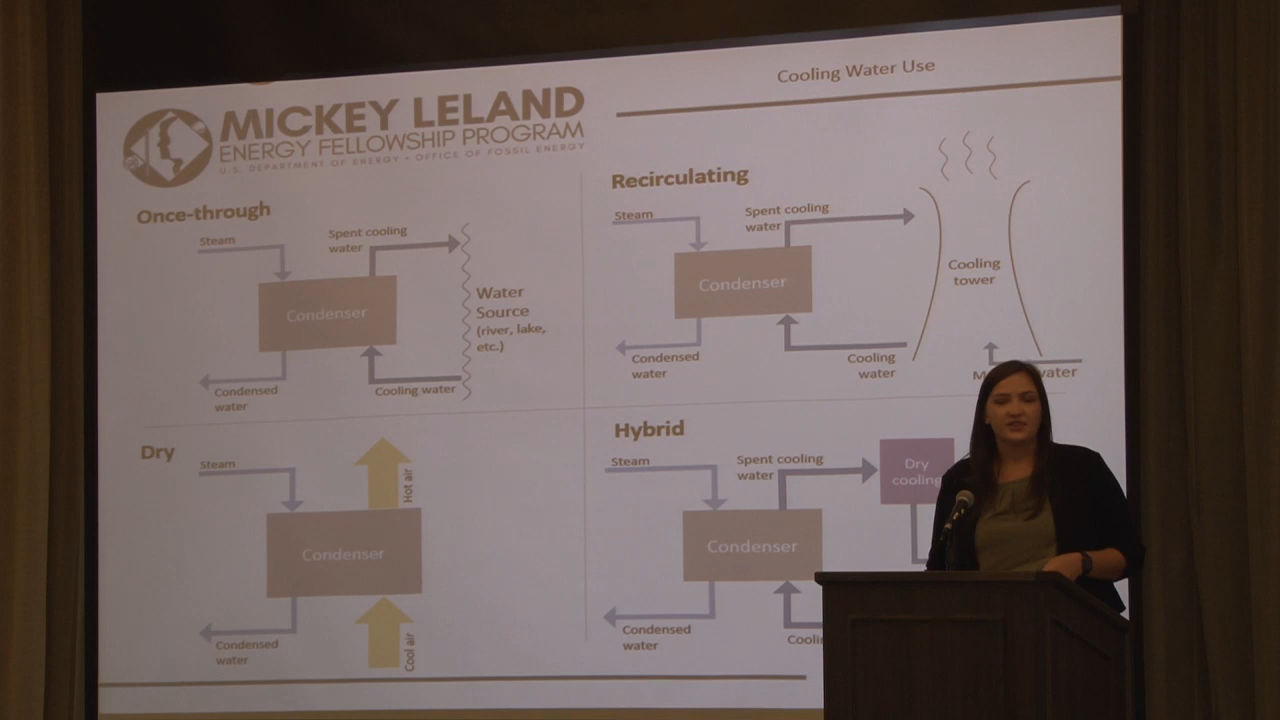 MICKEY LELAND
ENERGY FELLOWSHIP PROGRAM
U.S. DEPARTMENT OF ENERGY • OFFICE OF FOSSIL ENERGY
Cooling Water Use
Once-through
Steam
Spent cooling
water
Condenser
Water
Source
(river, lake,
etc.)
Condensed
water
Cooling water
Recirculating
Steam
Spent cooling
water
Condenser
Cooling
tower
Condensed
water
Cooling
water
water
Dry
Steam
Hot air
Condenser
Condensed
water
Cool air
Hybrid
Steam
Spent cooling
water
Dry
cooling
Condenser
Condensed
water